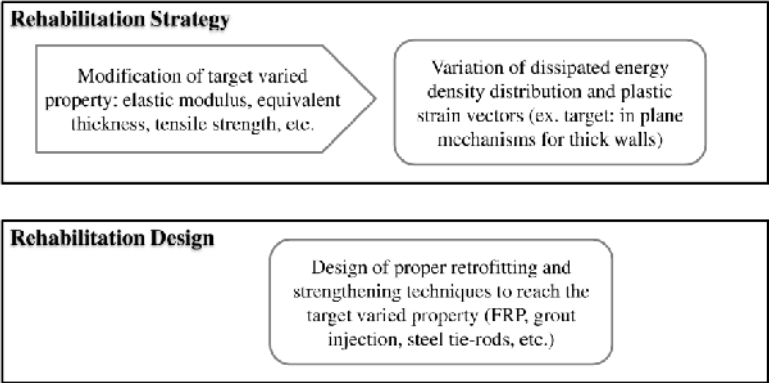 Rehabilitation Strategy
Modification of target varied
property: elastic modulus, equivalent
thickness, tensile strength, etc.
Variation of dissipated energy
density distribution and plastic
strain vectors (ex. target: in plane
mechanisms for thick walls)
Rehabilitation Design
Design of proper retrofitting and
strengthening techniques to reach the
target varied property (FRP, grout
injection, steel tie-rods, etc.)